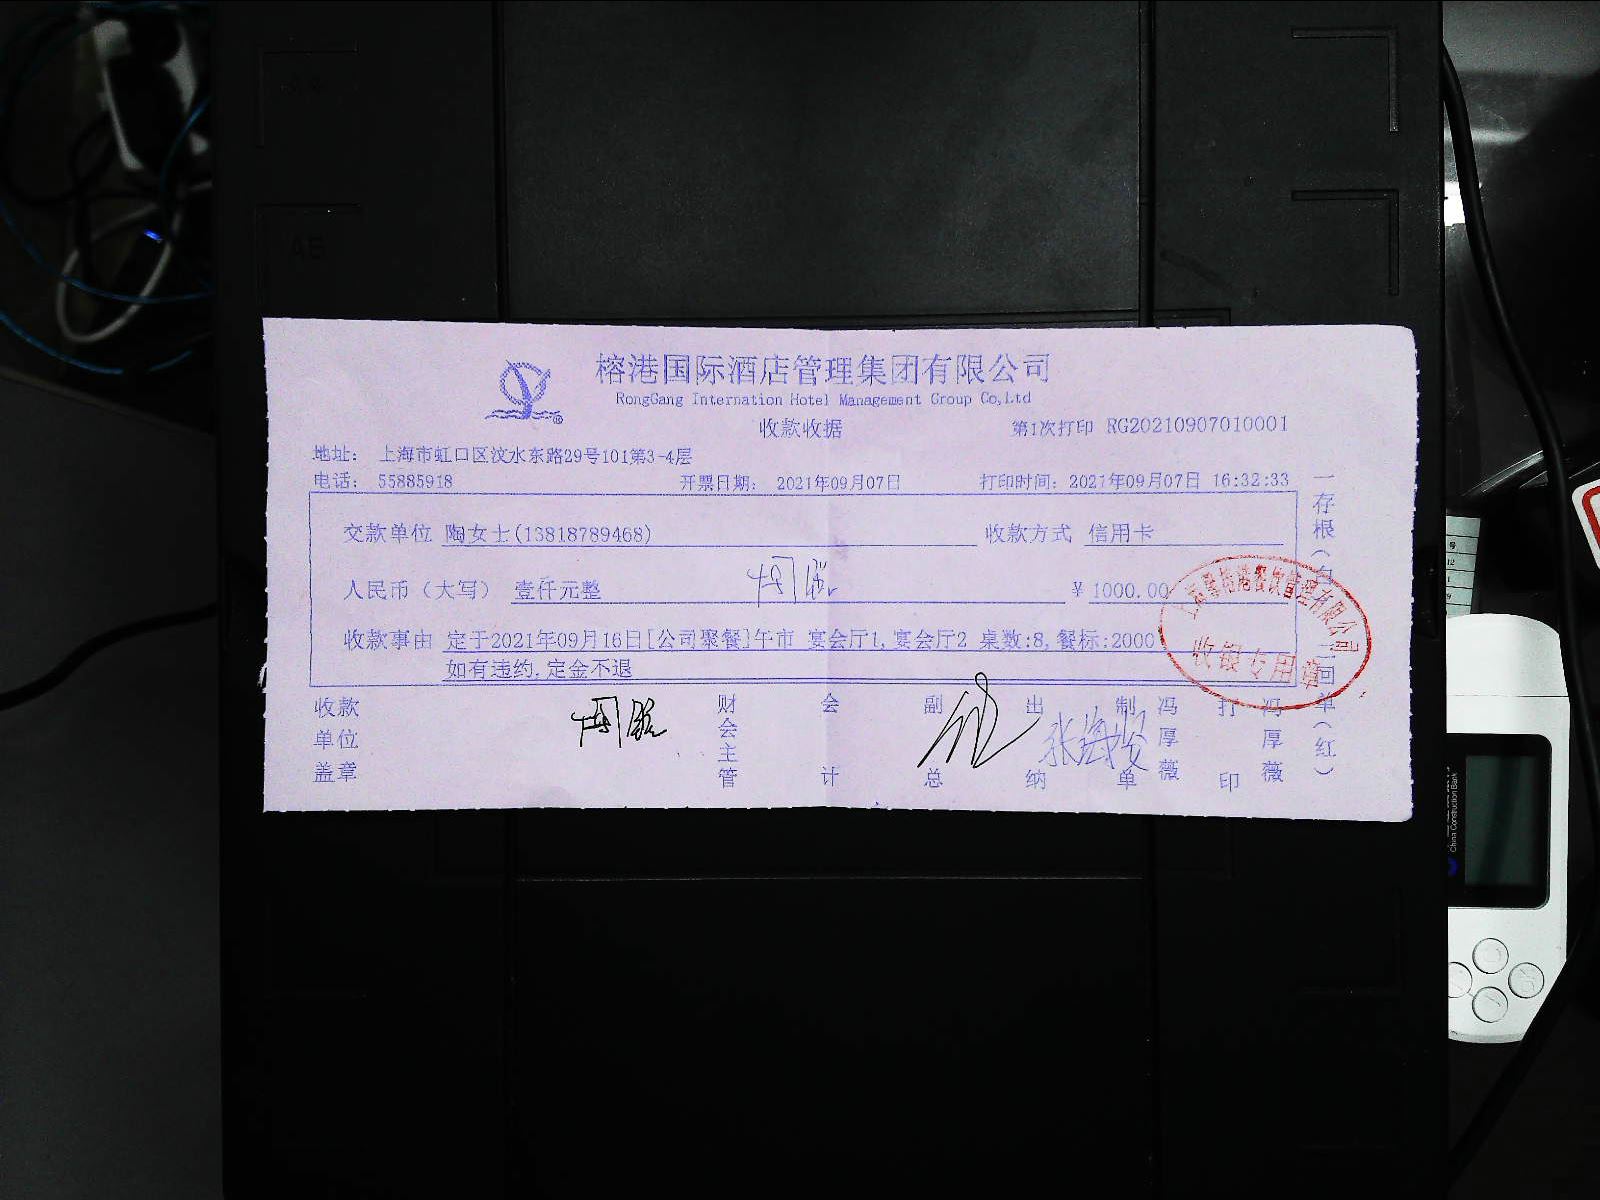 榕港国际酒店管理集团有限公司
RongGang Internation Hotel Management Group Co,Ltd
收款收据
第1次打印 RG20210907010001
地址： 上海市虹口区汶水东路29号101第3-4层
电话： 55885918 开票日期： 2021年09月07日 打印时间：2021年09月07日 16:32:33
交款单位 陶女士(13818789468) 收款方式 信用卡
人民币（大写） 壹仟元整 ¥ 1000.00
收款事由 定于2021年09月16日[公司聚餐]午市 宴会厅1,宴会厅2 桌数:8,餐标:2000
如有违约,定金不退
收款单位盖章 财会主管 会计 副总 出纳 制单 冯厚薇 打印 冯厚薇
收银专用章
China Construction Bank